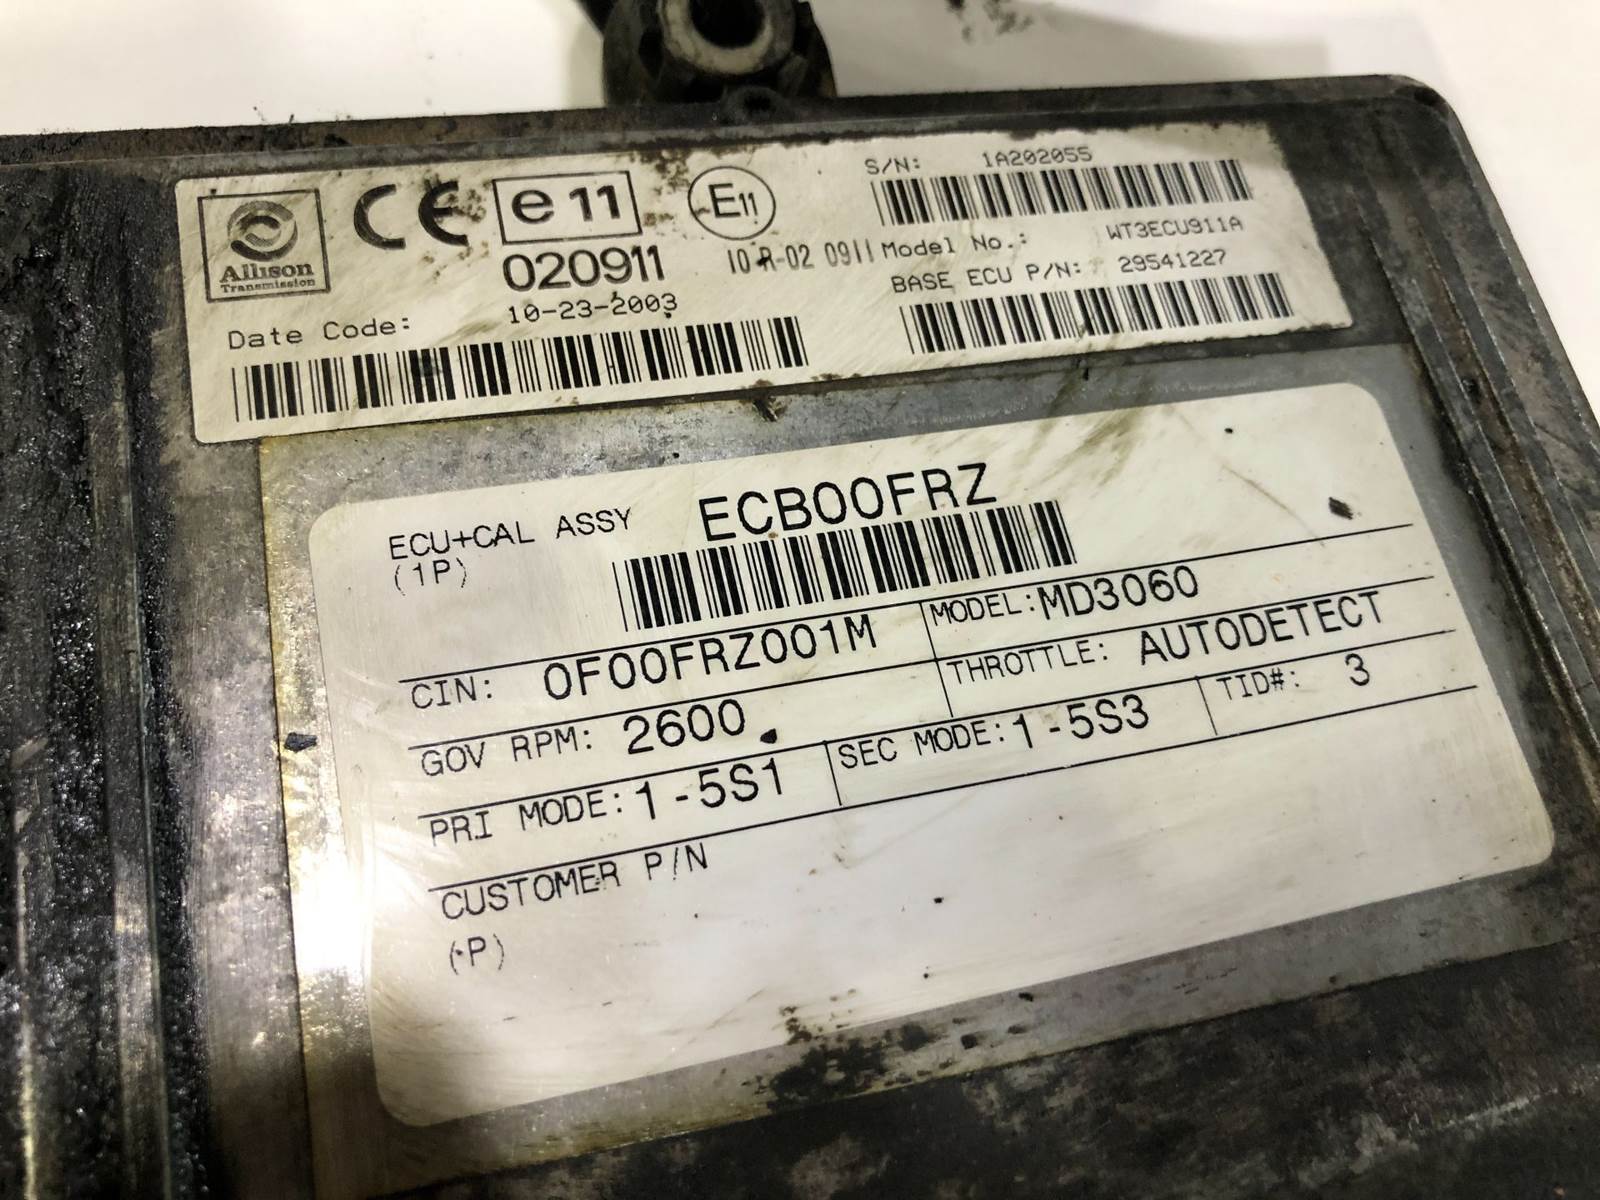 Allison
Transmission
CE
e 11
020911
E11
10 R-02 0911
Date Code: 10-23-2003
S/N: 1A202055
Model No.: WT3ECU911A
BASE ECU P/N: 29541227
ECU+CAL ASSY ECB00FRZ
(1P)
CIN: 0F00FRZ001M MODEL: MD3060
GOV RPM: 2600 THROTTLE: AUTODETECT
PRI MODE: 1-5S1 SEC MODE: 1-5S3 TID#: 3
CUSTOMER P/N
(P)